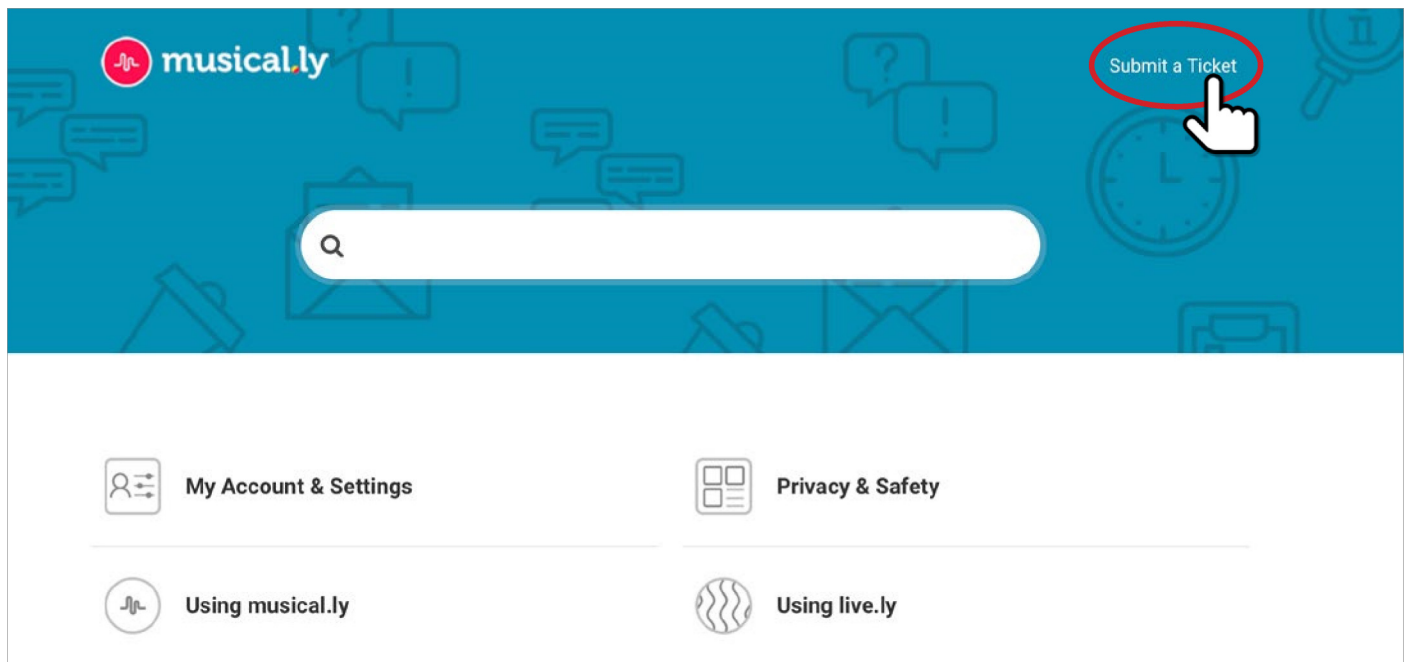 musical.ly
Submit a Ticket
My Account & Settings
Privacy & Safety
Using musical.ly
Using live.ly